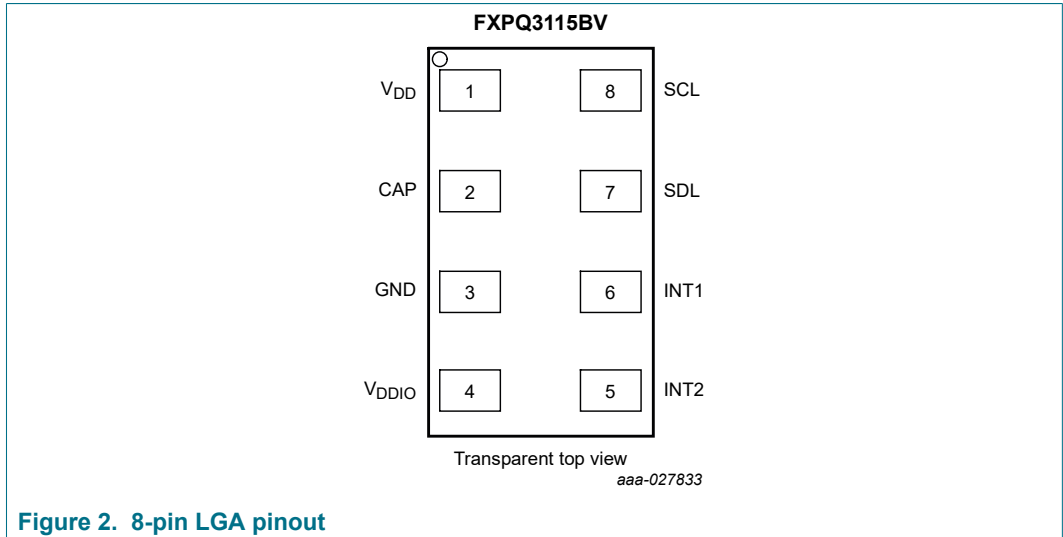 FXPQ3115BV
VDD 1 8 SCL
CAP 2 7 SDL
GND 3 6 INT1
VDDIO 4 5 INT2
Transparent top view
aaa-027833
Figure 2. 8-pin LGA pinout